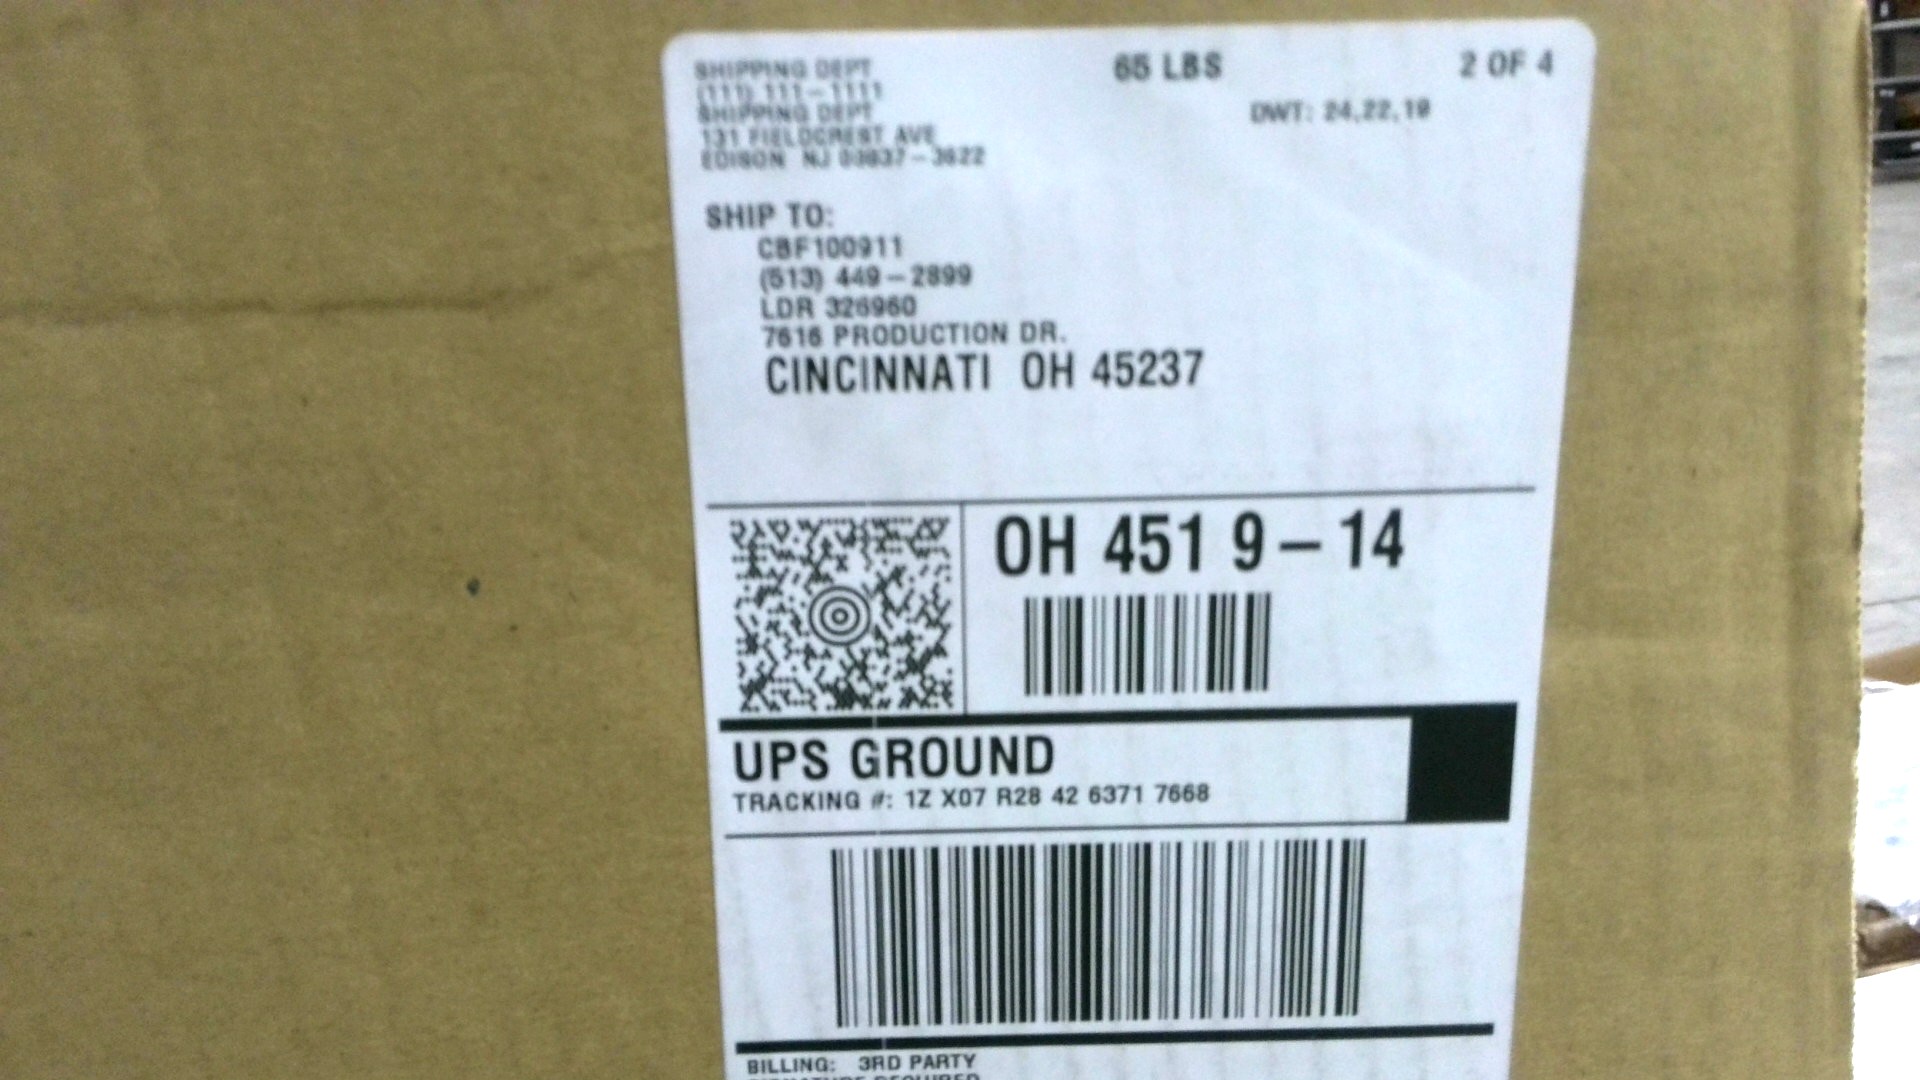 SHIPPING DEPT
(111) 111-1111
SHIPPING DEPT
131 FIELDCREST AVE
EDISON NJ
65 LBS
2 OF 4
DWT: 24,22,19
SHIP TO:
CBF100911
(513) 449-2899
LDR 326960
7616 PRODUCTION DR.
CINCINNATI OH 45237
OH 451 9-14
UPS GROUND
TRACKING #: 1Z X07 R28 42 6371 7668
BILLING: 3RD PARTY
SIGNATURE REQUIRED